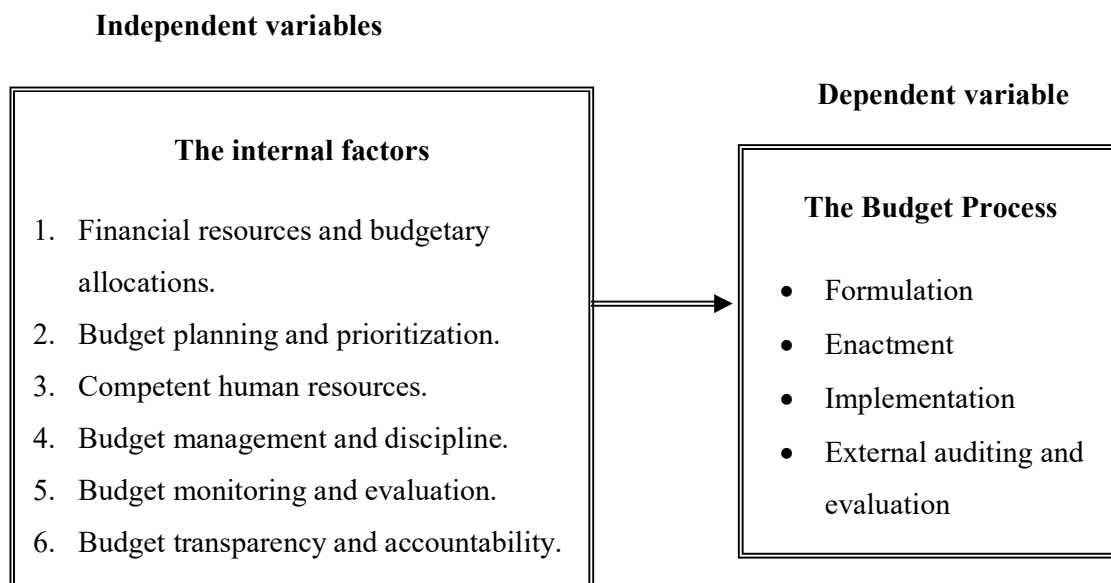 Independent variables
The internal factors
1. Financial resources and budgetary
allocations.
2. Budget planning and prioritization.
3. Competent human resources.
4. Budget management and discipline.
5. Budget monitoring and evaluation.
6. Budget transparency and accountability.
Dependent variable
The Budget Process
• Formulation
• Enactment
• Implementation
• External auditing and
evaluation